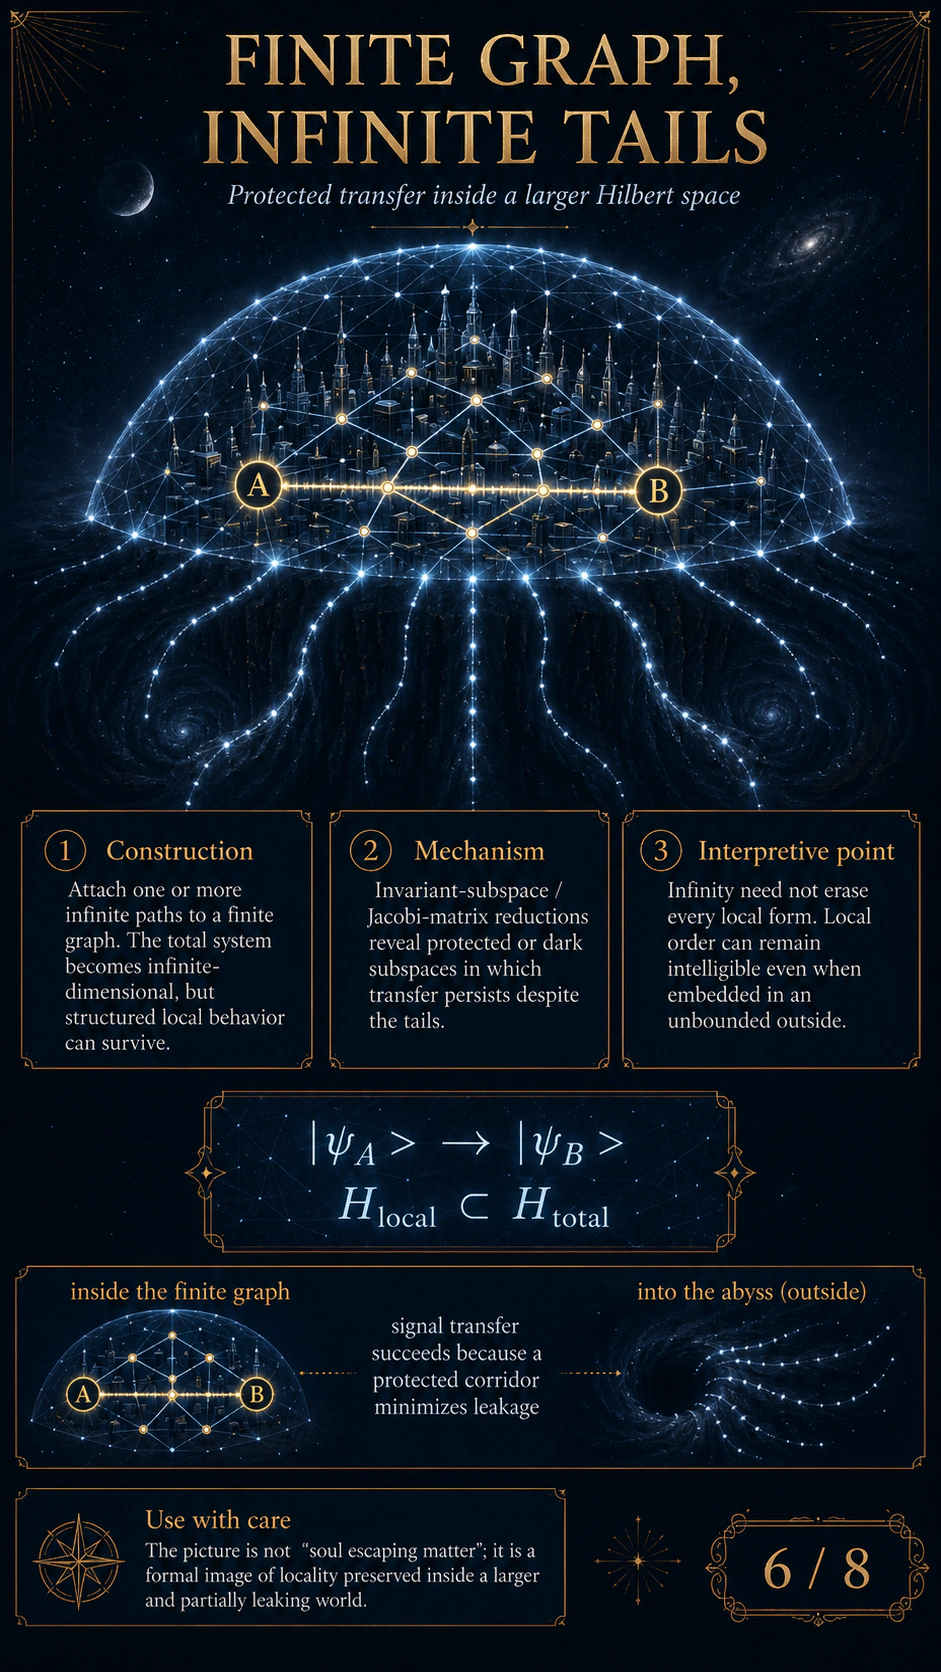 FINITE GRAPH,
INFINITE TAILS
Protected transfer inside a larger Hilbert space
A
B
1 Construction
Attach one or more
infinite paths to a finite
graph. The total system
becomes infinite-
dimensional, but
structured local behavior
can survive.
2 Mechanism
Invariant-subspace /
Jacobi-matrix reductions
reveal protected or dark
subspaces in which
transfer persists despite
the tails.
3 Interpretive point
Infinity need not erase
every local form. Local
order can remain
intelligible even when
embedded in an
unbounded outside.
|ψ_A > → |ψ_B >
H_local ⊂ H_total
inside the finite graph
A
B
signal transfer
succeeds because a
protected corridor
minimizes leakage
into the abyss (outside)
Use with care
The picture is not “soul escaping matter”; it is a
formal image of locality preserved inside a larger
and partially leaking world.
6 / 8